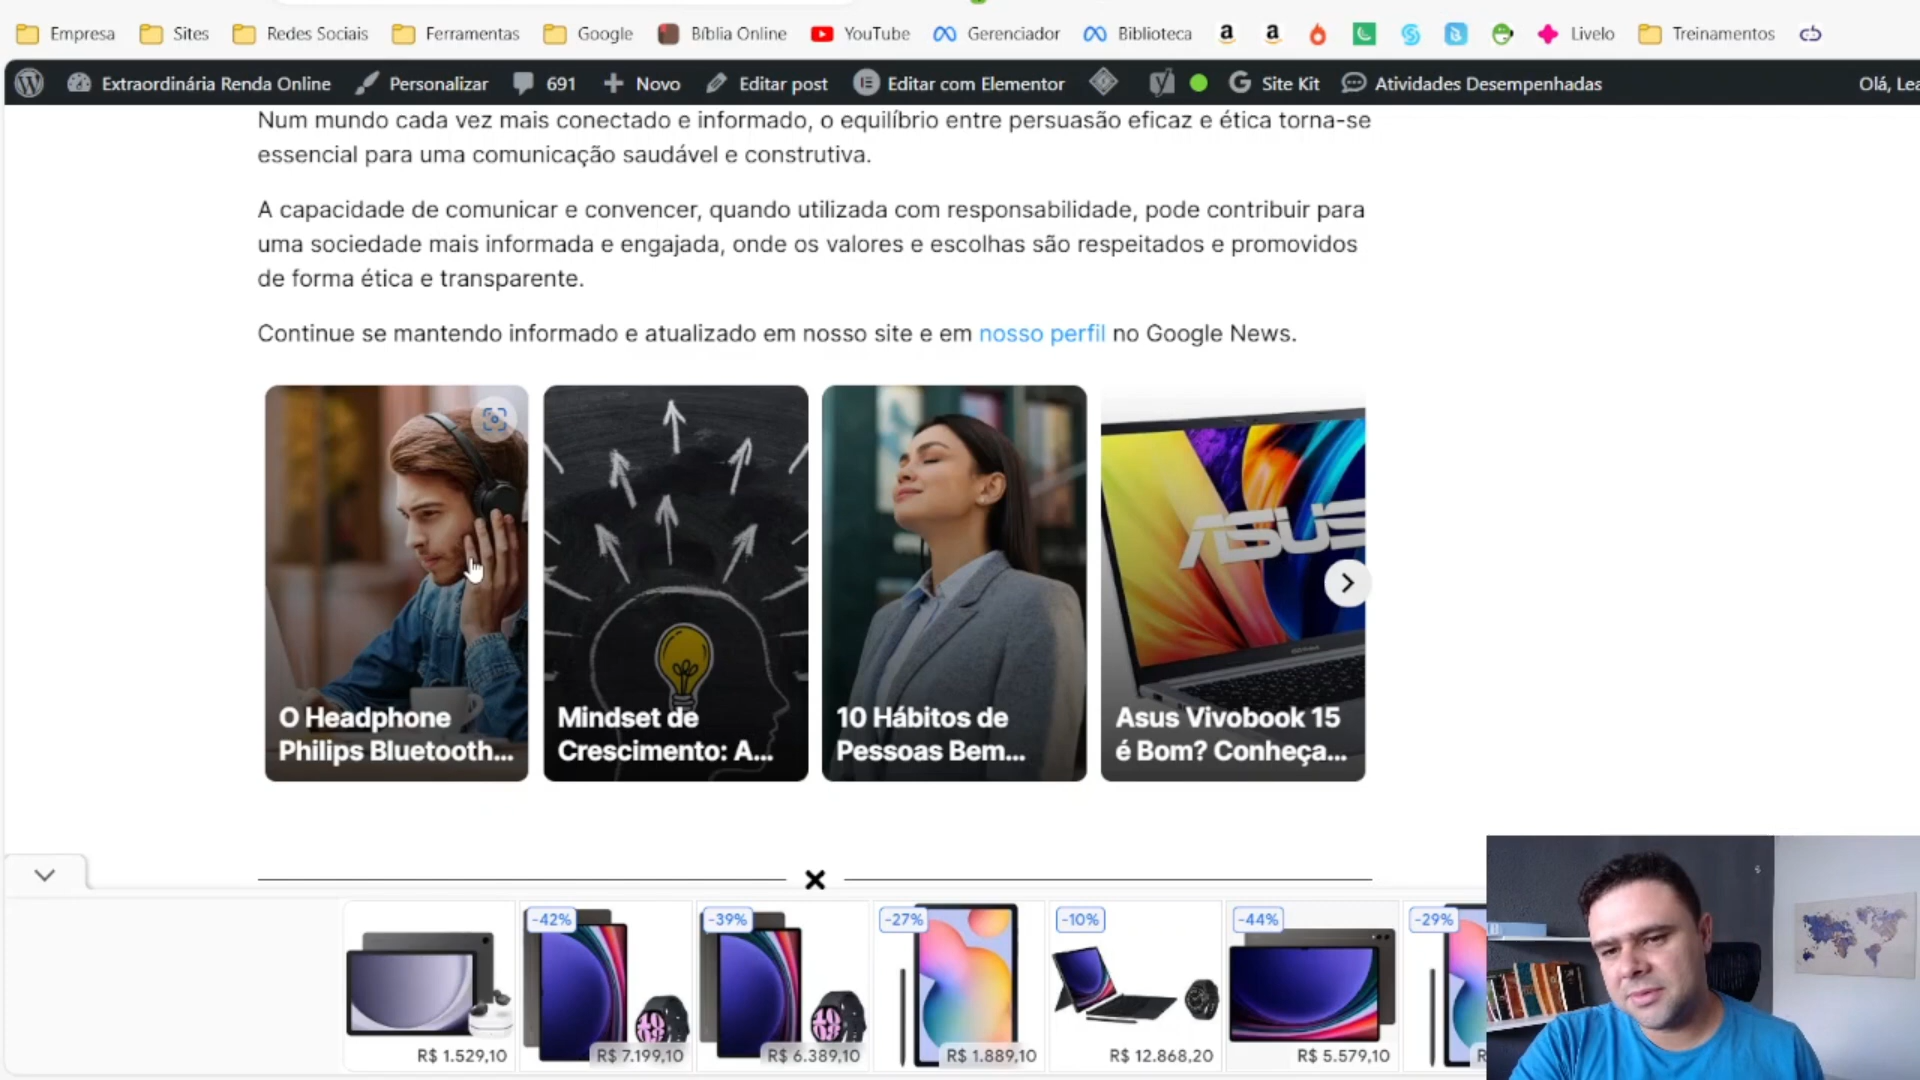 Empresa Sites Redes Sociais Ferramentas Google Bíblia Online YouTube Gerenciador Biblioteca a a Livelo Treinamentos
Extraordinária Renda Online Personalizar 691 Novo Editar post Editar com Elementor Site Kit Atividades Desempenhadas Olá, Lea
Num mundo cada vez mais conectado e informado, o equilíbrio entre persuasão eficaz e ética torna-se
essencial para uma comunicação saudável e construtiva.
A capacidade de comunicar e convencer, quando utilizada com responsabilidade, pode contribuir para
uma sociedade mais informada e engajada, onde os valores e escolhas são respeitados e promovidos
de forma ética e transparente.
Continue se mantendo informado e atualizado em nosso site e em nosso perfil no Google News.
ASUS
O Headphone
Philips Bluetooth...
Mindset de
Crescimento: A...
10 Hábitos de
Pessoas Bem...
Asus Vivobook 15
é Bom? Conheça...
-42% -39% -27% -10% -44% -29%
R$ 1.529,10 R$ 7.199,10 R$ 6.389,10 R$ 1.889,10 R$ 12.868,20 R$ 5.579,10